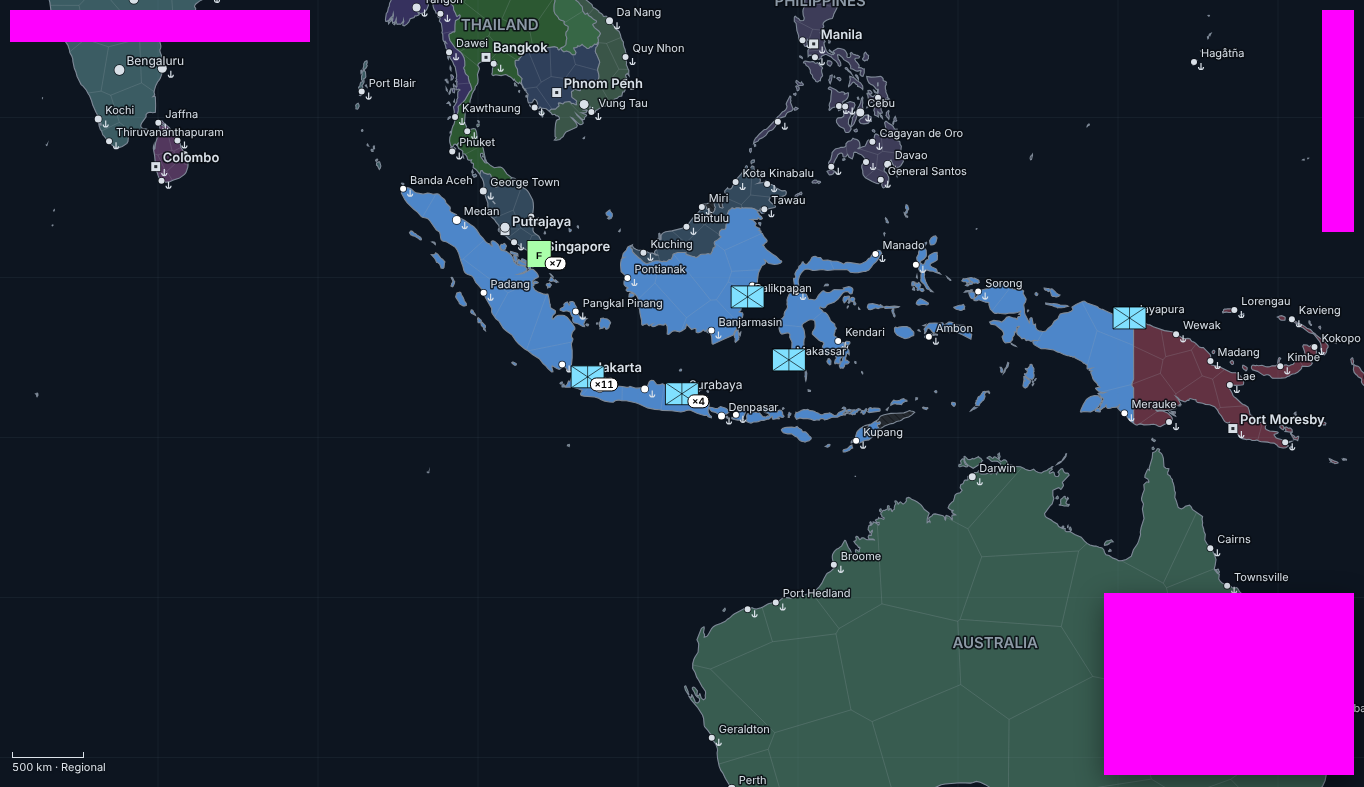 PHILIPPINES
Da Nang
THAILAND
Manila
Dawei
Bangkok
Quy Nhon
Hagåtña
Bengaluru
Port Blair
Phnom Penh
Vung Tau
Cebu
Kochi
Jaffna
Kawthaung
Thiruvananthapuram
Cagayan de Oro
Phuket
Colombo
Davao
General Santos
Kota Kinabalu
Banda Aceh
George Town
Miri
Tawau
Medan
Putrajaya
Bintulu
Kuching
Singapore
F
×7
Manado
Pontianak
Padang
Sorong
Pangkal Pinang
Lorengau
Kavieng
Banjarmasin
Kendari
Ambon
Wewak
Kokopo
Madang
Kimbe
Lae
×11
Surabaya
×4
Denpasar
Merauke
Port Moresby
Kupang
Darwin
Cairns
Broome
Townsville
Port Hedland
AUSTRALIA
Geraldton
500 km · Regional
Perth